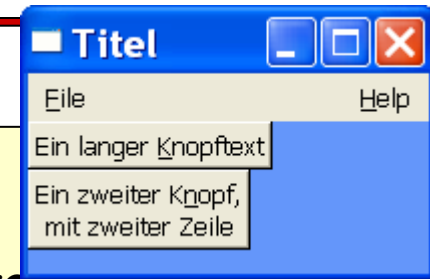 Titel
File Help
Ein langer Knopftext
Ein zweiter Knopf,
mit zweiter Zeile